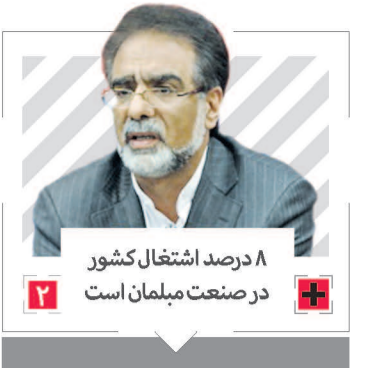 ۸ درصد اشتغال کشور
در صنعت مبلمان است
۲